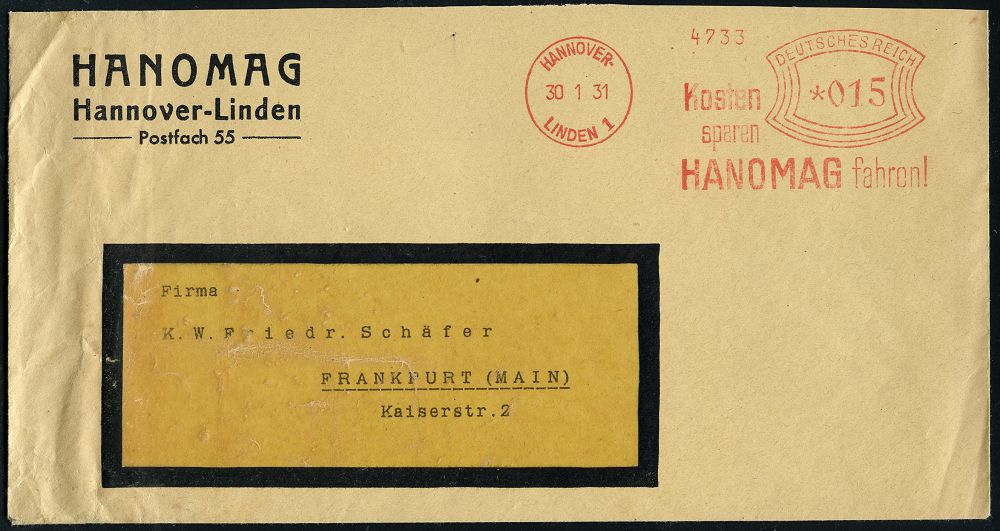 HANOMAG
Hannover-Linden
Postfach 55
HANNOVER-
30 1 31
LINDEN 1
4733
DEUTSCHES REICH
*015
Kosten
sparen
HANOMAG fahren!
Firma
K. W. Friedr. Schäfer
FRANKFURT (MAIN)
Kaiserstr.2